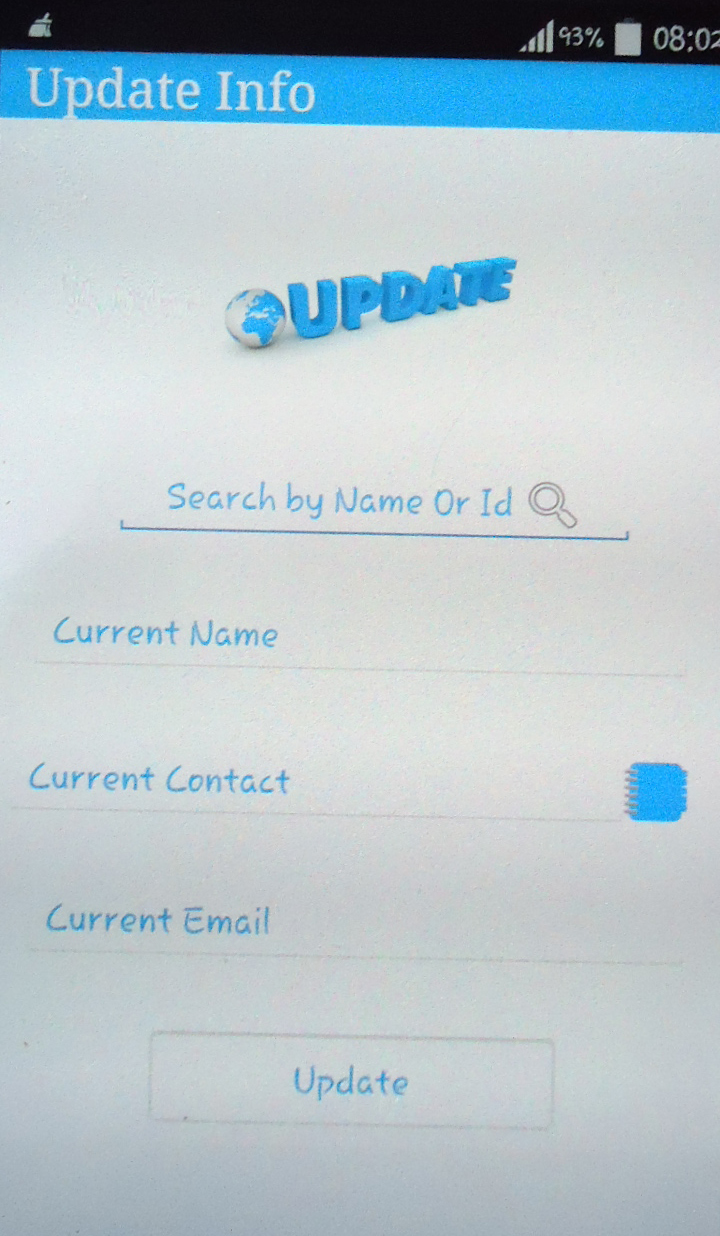 93% 08:02
Update Info
UPDATE
Search by Name Or Id
Current Name
Current Contact
Current Email
Update